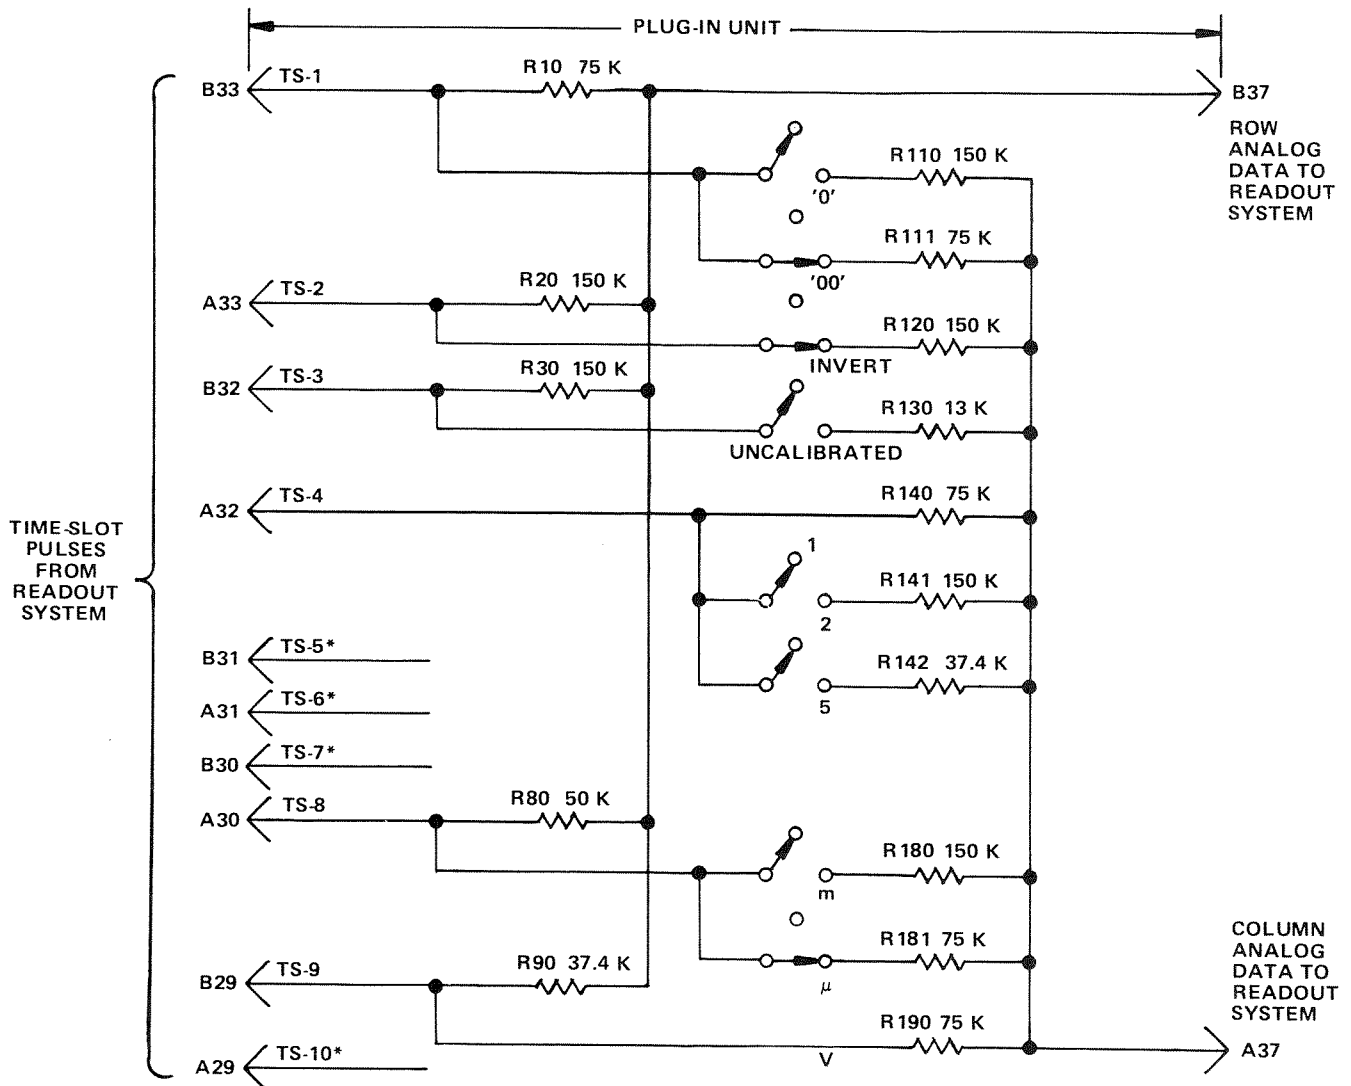 PLUG-IN UNIT
B33 TS-1 R10 75 K B37
ROW
ANALOG
DATA TO
READOUT
SYSTEM
R110 150 K
'0'
R111 75 K
'00'
A33 TS-2 R20 150 K
R120 150 K
INVERT
B32 TS-3 R30 150 K
R130 13 K
UNCALIBRATED
A32 TS-4 R140 75 K
TIME-SLOT
PULSES
FROM
READOUT
SYSTEM
1
R141 150 K
2
B31 TS-5*
R142 37.4 K
5
A31 TS-6*
B30 TS-7*
A30 TS-8 R80 50 K
R180 150 K
m
R181 75 K
μ
B29 TS-9 R90 37.4 K
COLUMN
ANALOG
DATA TO
READOUT
SYSTEM
R190 75 K
V
A37
A29 TS-10*